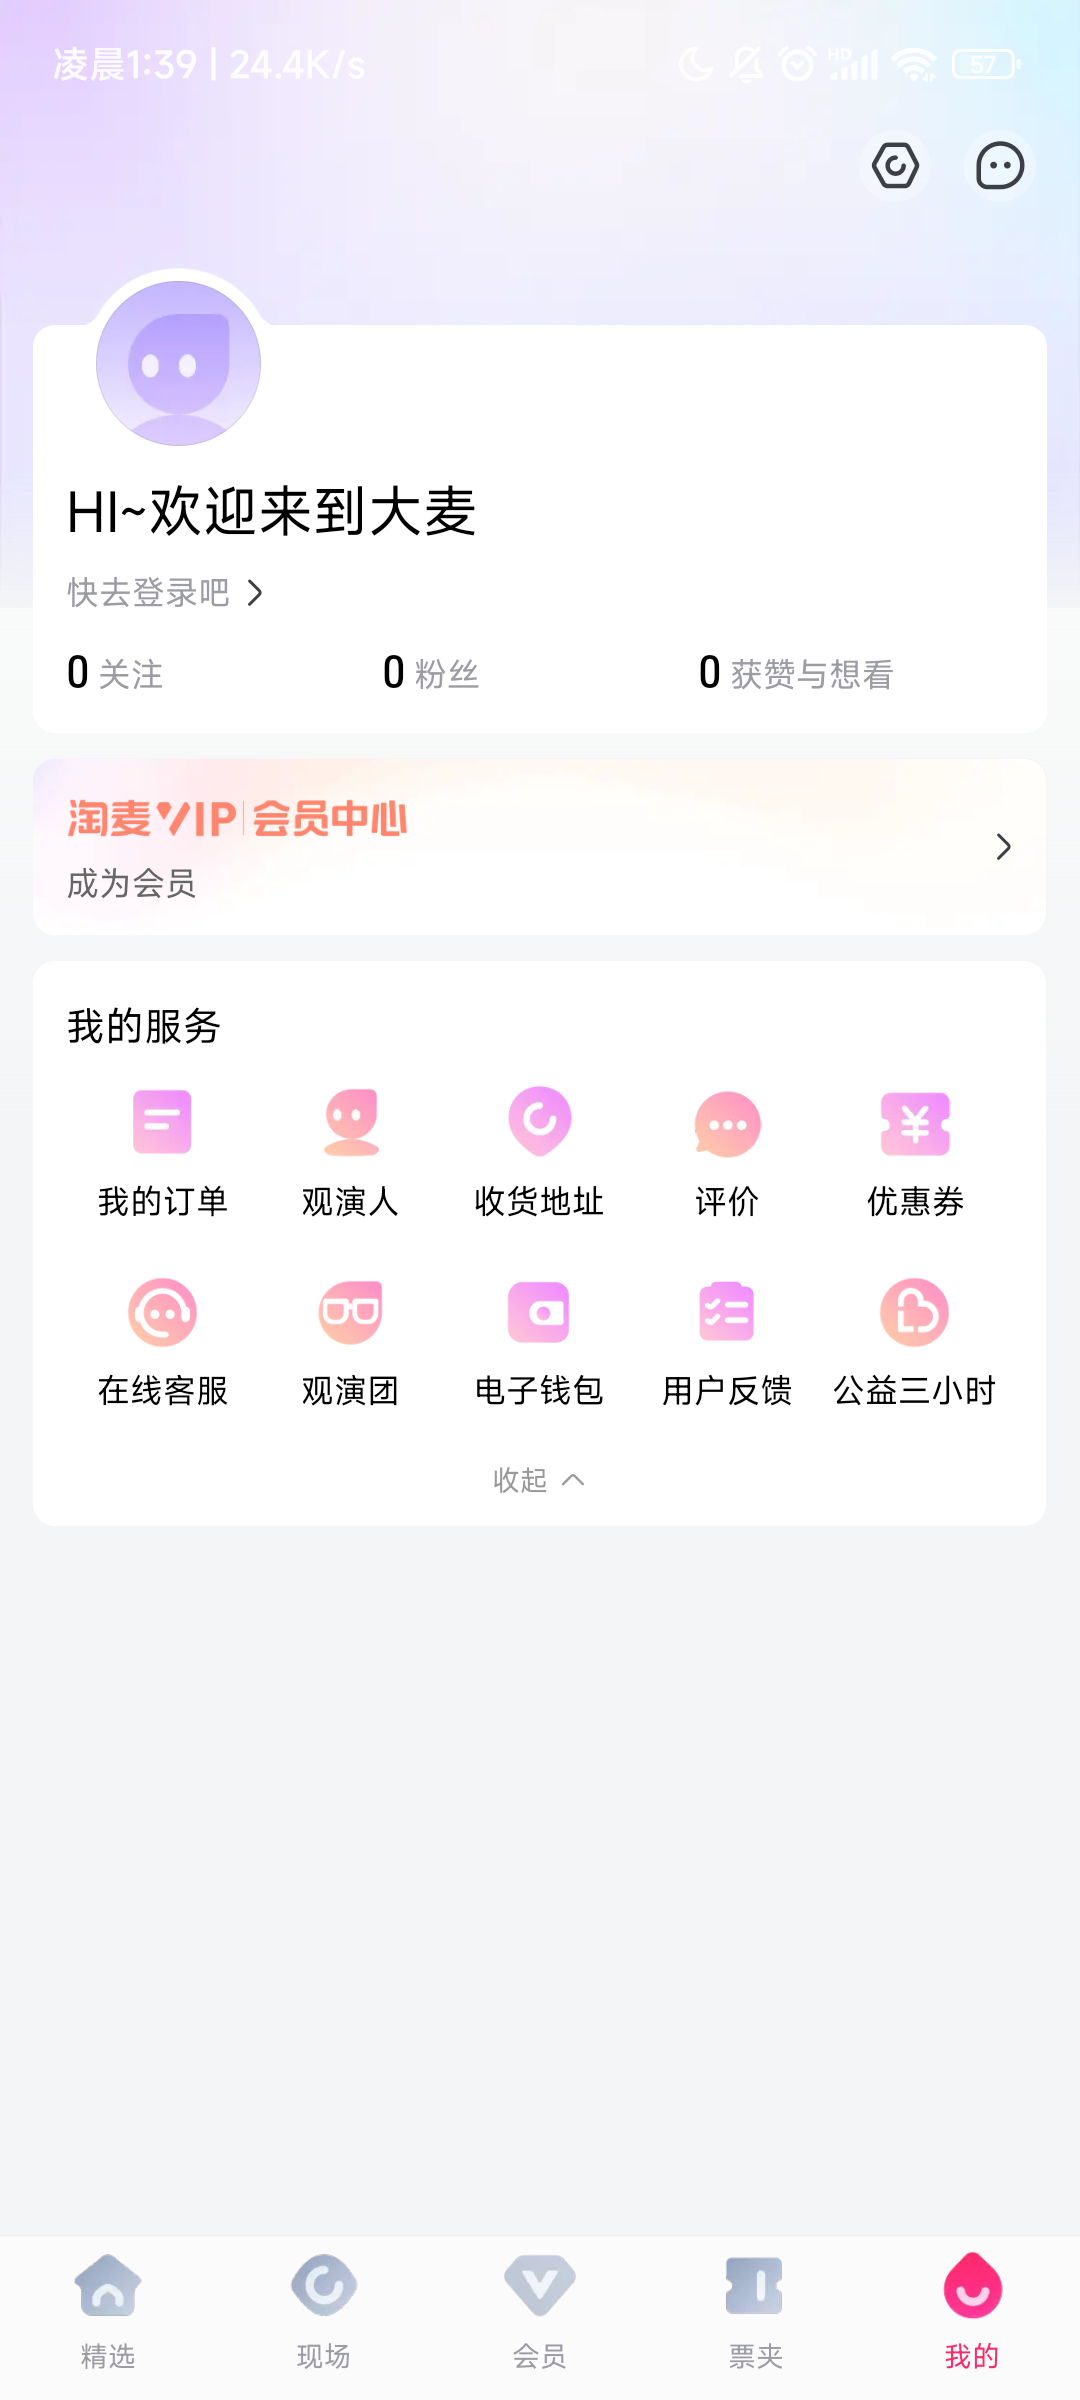 凌晨1:39 | 24.4K/s HD 57
HI~欢迎来到大麦
快去登录吧
0 关注 0 粉丝 0 获赞与想看
淘麦VIP 会员中心
成为会员
我的服务
我的订单 观演人 收货地址 评价 优惠券
在线客服 观演团 电子钱包 用户反馈 公益三小时
收起
精选 现场 会员 票夹 我的